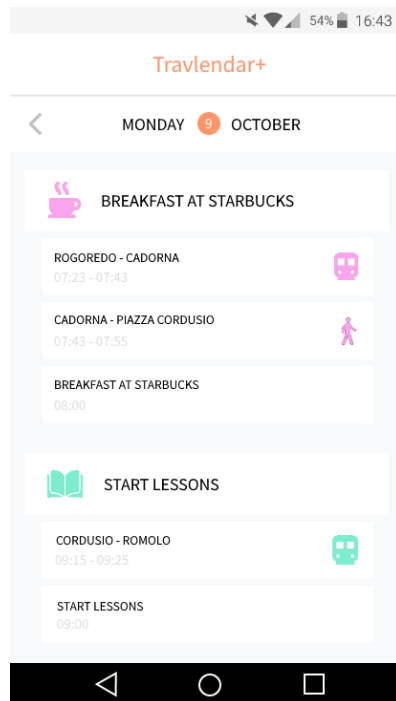 54% 16:43
Travlendar+
MONDAY 9 OCTOBER
BREAKFAST AT STARBUCKS
ROGOREDO - CADORNA
07:23 - 07:43
CADORNA - PIAZZA CORDUSIO
07:43 - 07:55
BREAKFAST AT STARBUCKS
08:00
START LESSONS
CORDUSIO - ROMOLO
09:15 - 09:25
START LESSONS
09:00